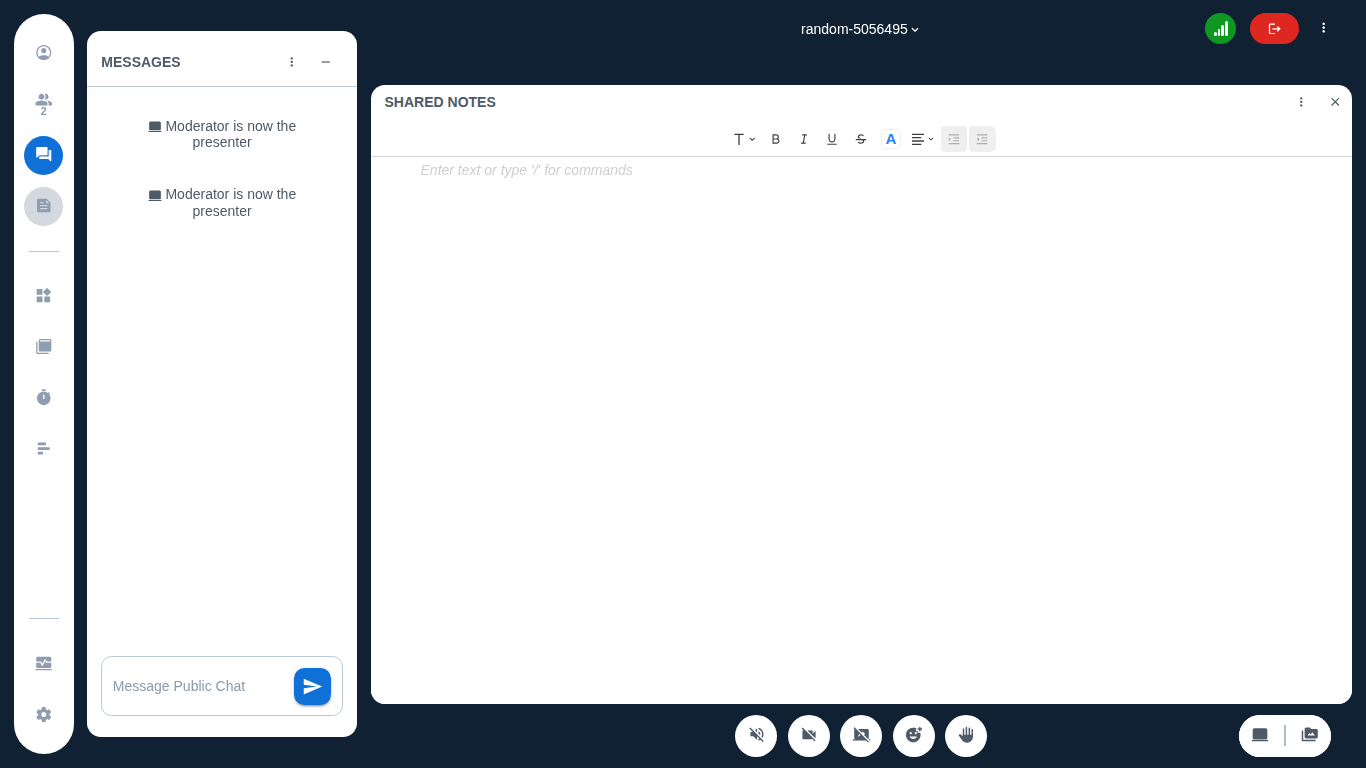 random-5056495
MESSAGES
2
Moderator is now the
presenter
Moderator is now the
presenter
Message Public Chat
SHARED NOTES
B
I
U
S
A
Enter text or type '/' for commands